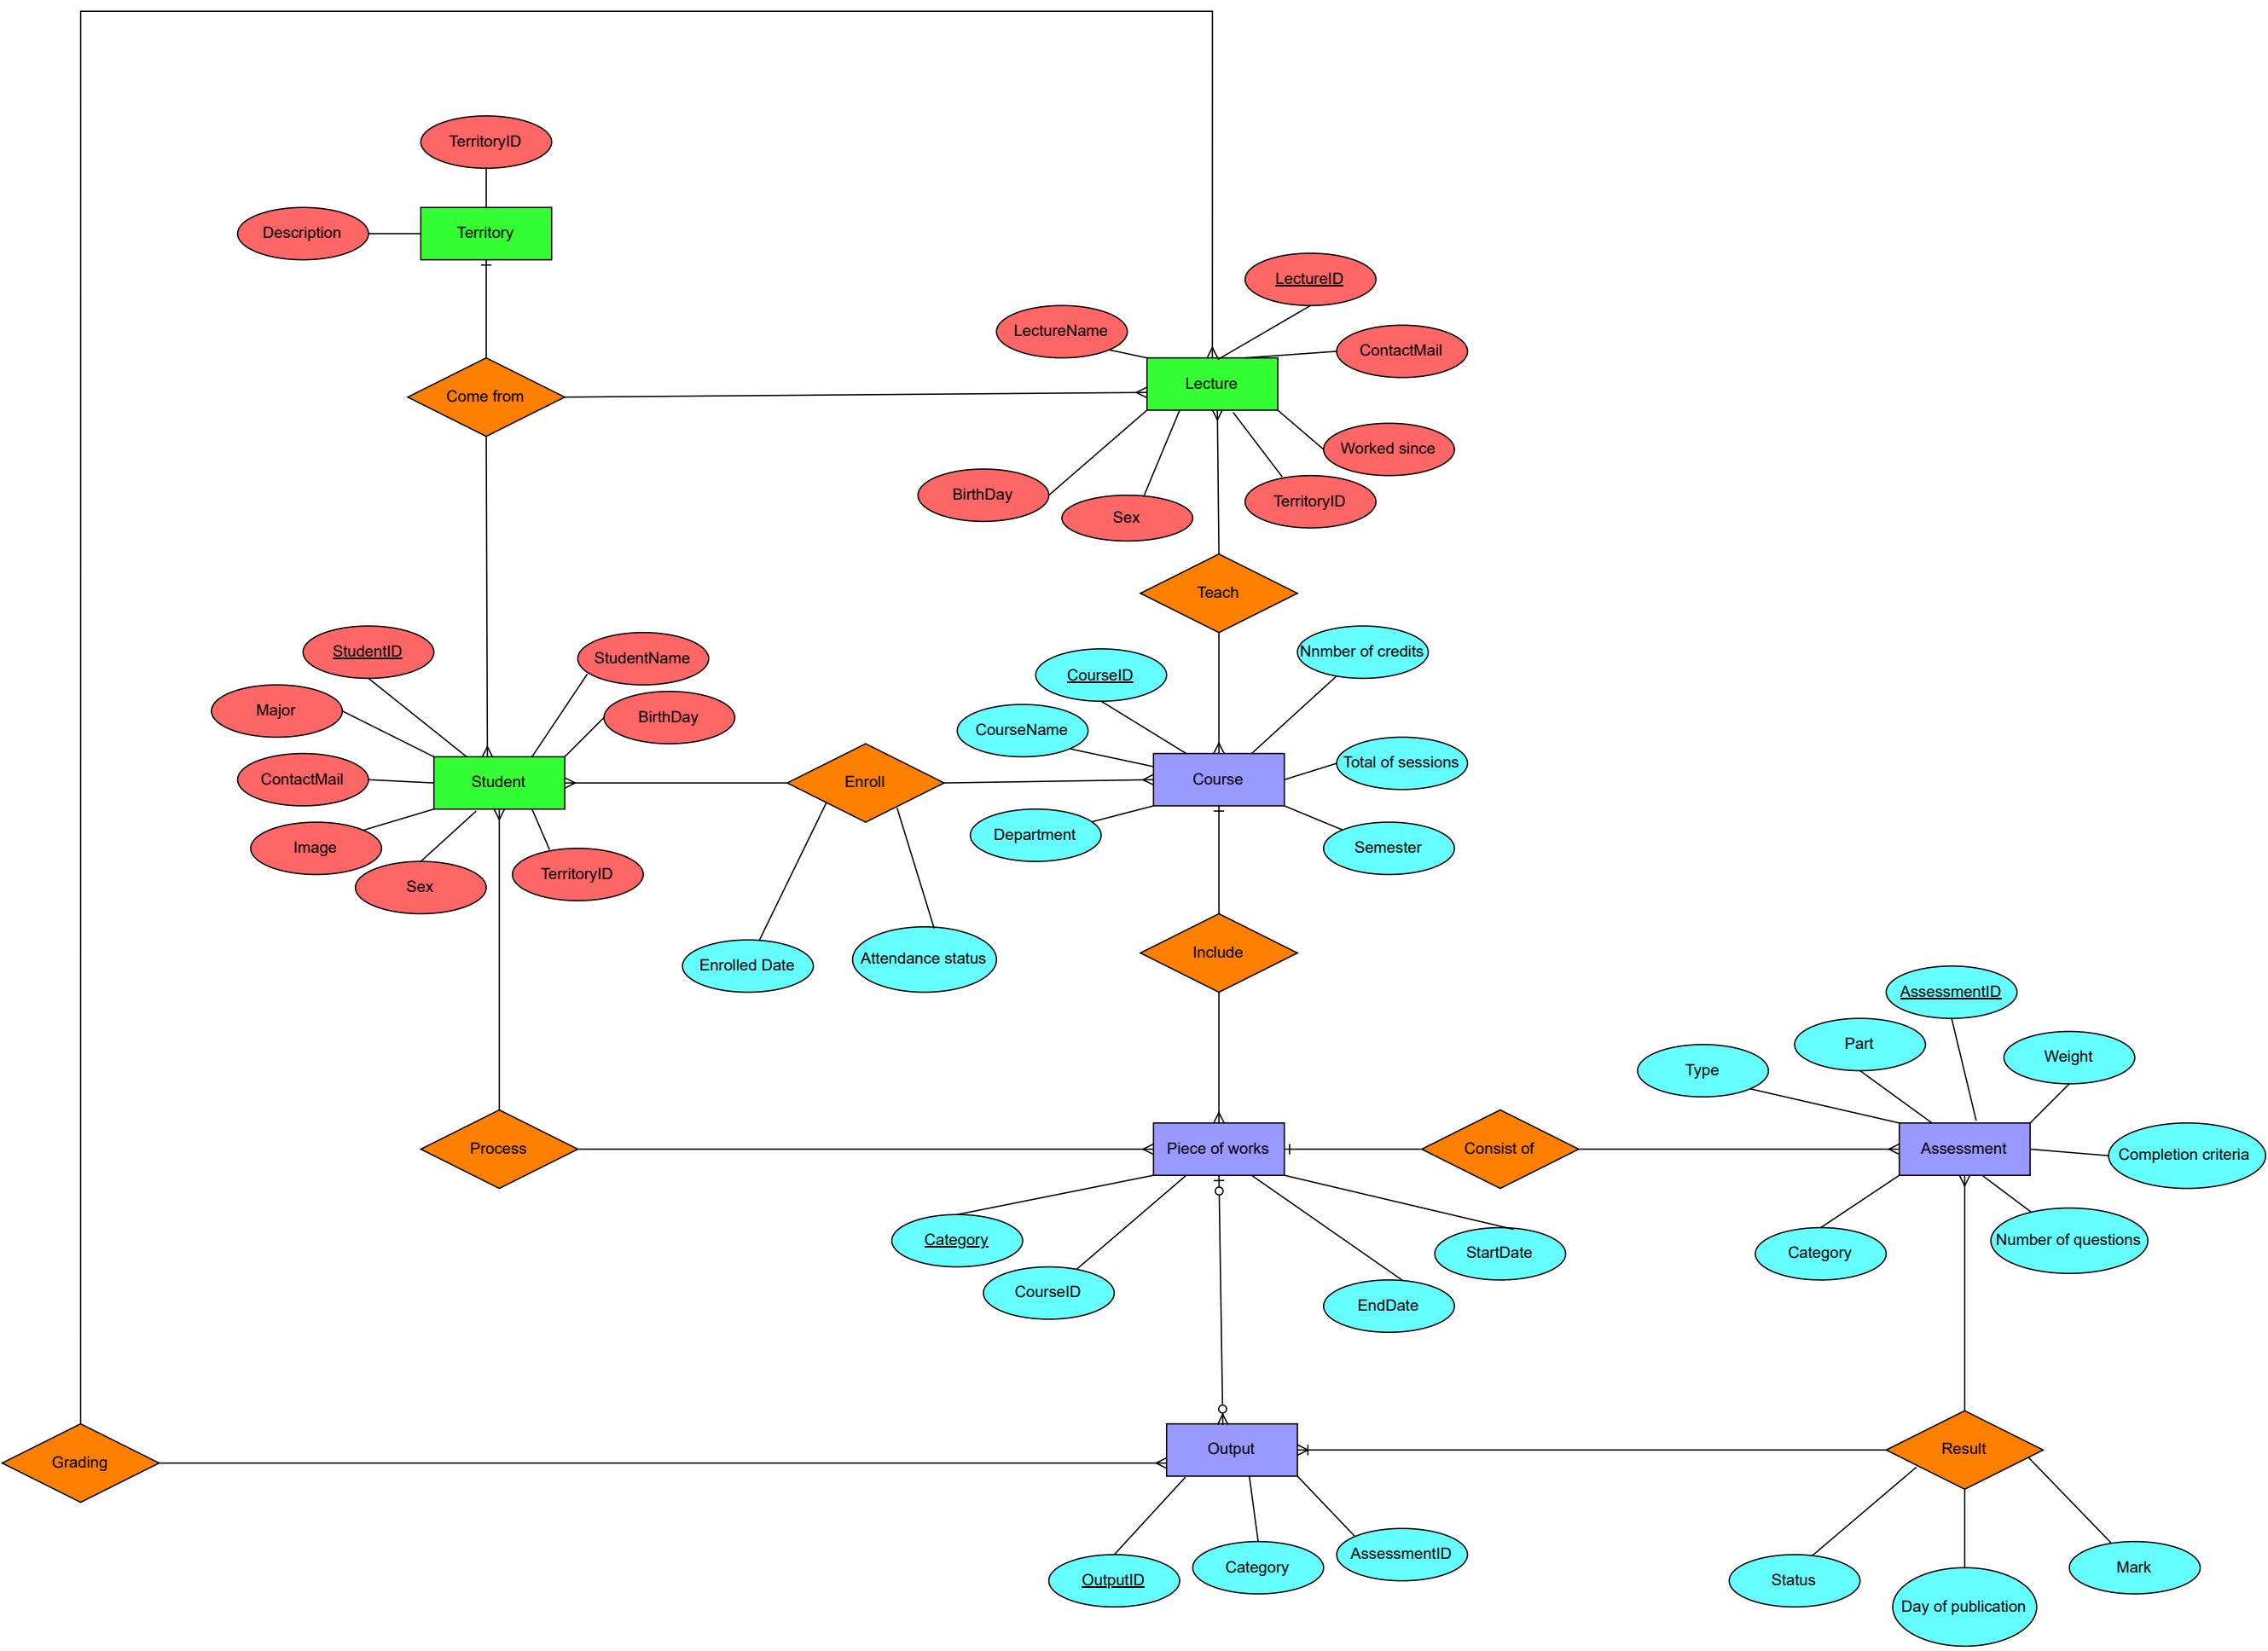 TerritoryID
Description
Territory
LectureID
LectureName
ContactMail
Lecture
Come from
Worked since
BirthDay
TerritoryID
Sex
Teach
StudentID
StudentName
Nnmber of credits
CourseID
Major
BirthDay
CourseName
Total of sessions
ContactMail
Student
Enroll
Course
Department
Image
Semester
TerritoryID
Sex
Include
Enrolled Date
Attendance status
AssessmentID
Part
Weight
Type
Process
Piece of works
Consist of
Assessment
Completion criteria
Category
StartDate
Category
Number of questions
CourseID
EndDate
Grading
Output
Result
AssessmentID
OutputID
Category
Status
Mark
Day of publication